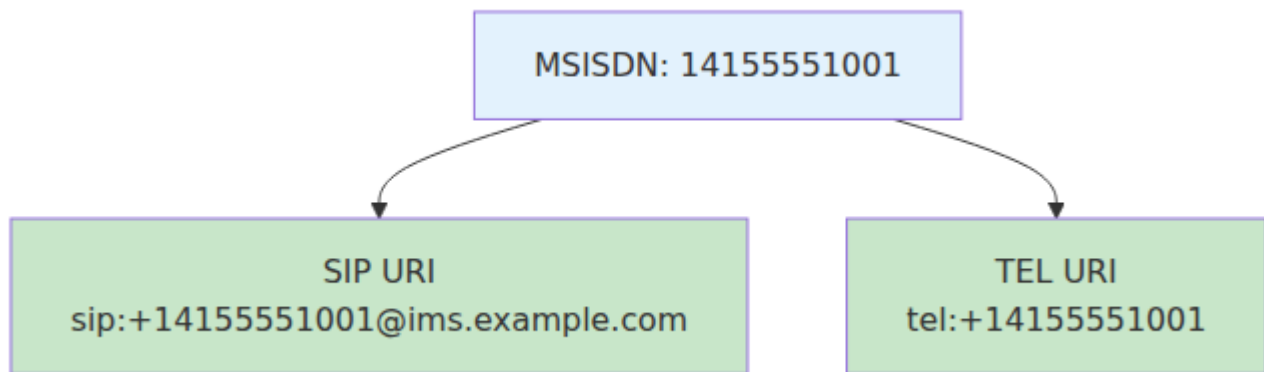 MSISDN: 14155551001
SIP URI
sip:+14155551001@ims.example.com
TEL URI
tel:+14155551001